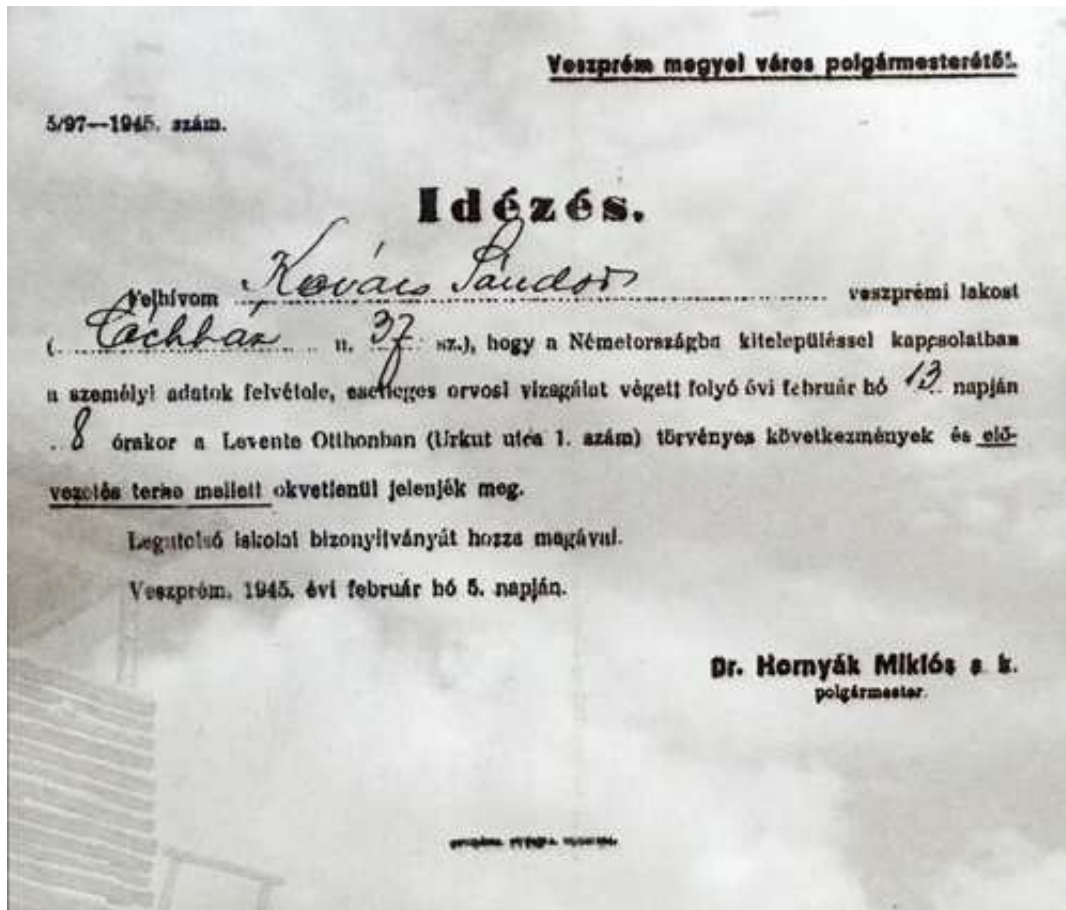 Veszprém megyei város polgármesterétől.
5/97—1945. szám.
Idézés.
Felhívom Kovács Sándor veszprémi lakost
( u. 37 sz.), hogy a Németországba kitelepüléssel kapcsolatban
a személyi adatok felvétele, esetleges orvosi vizsgálat végett folyó évi február hó 13. napján
8 órakor a Levente Otthonban (Urkut utca 1. szám) törvényes következmények és elő-
vezetés terhe mellett okvetlenül jelenjék meg.
Legutolsó iskolai bizonyitványát hozza magával.
Veszprém, 1945. évi február hó 5. napján.
Dr. Hornyák Miklós s. k.
polgármester.